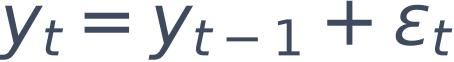 yₜ = yₜ₋₁ + εₜ